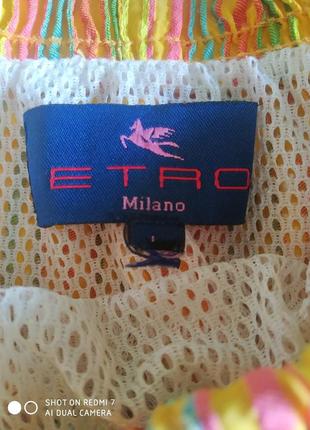 ETRO
Milano
SHOT ON REDMI 7
AI DUAL CAMERA